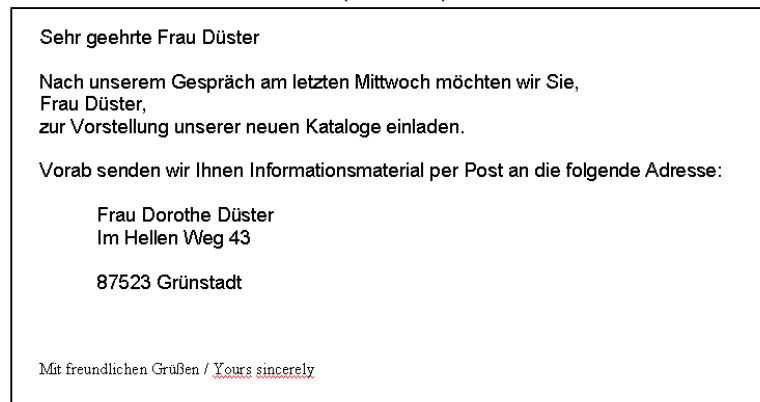 Sehr geehrte Frau Düster
Nach unserem Gespräch am letzten Mittwoch möchten wir Sie,
Frau Düster,
zur Vorstellung unserer neuen Kataloge einladen.
Vorab senden wir Ihnen Informationsmaterial per Post an die folgende Adresse:
Frau Dorothe Düster
Im Hellen Weg 43
87523 Grünstadt
Mit freundlichen Grüßen / Yours sincerely